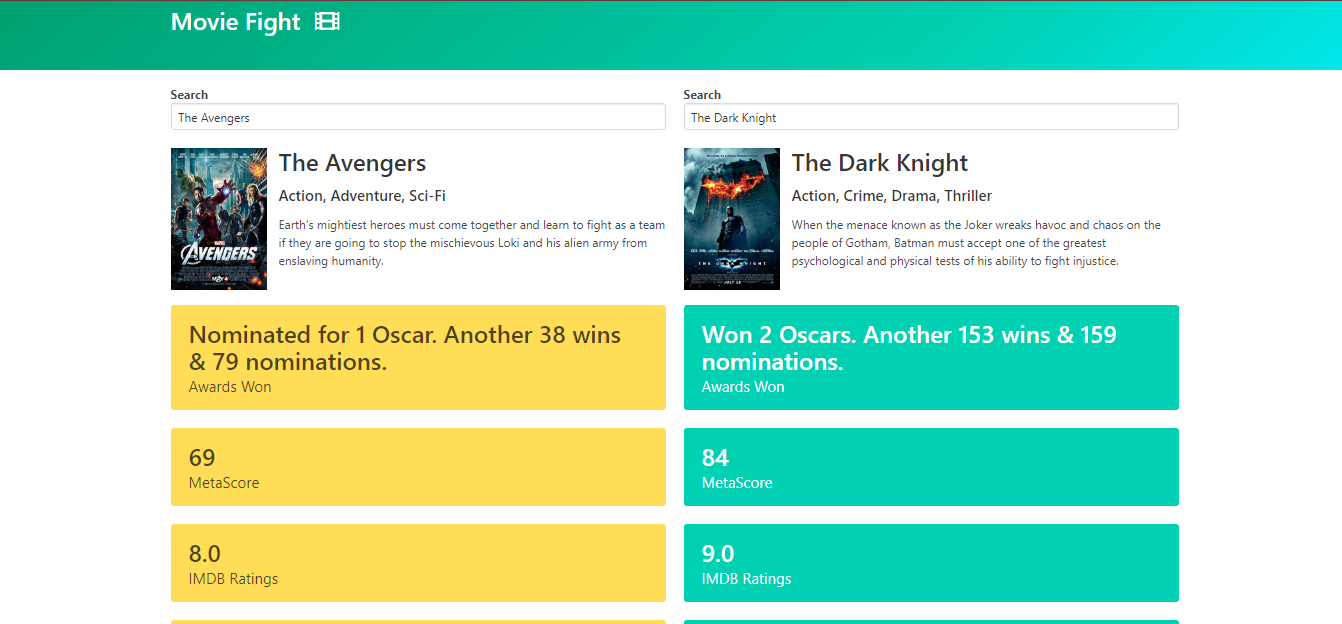 Movie Fight
Search
The Avengers
Search
The Dark Knight
AVENGERS
The Avengers
Action, Adventure, Sci-Fi
Earth's mightiest heroes must come together and learn to fight as a team
if they are going to stop the mischievous Loki and his alien army from
enslaving humanity.
THE DARK KNIGHT
JULY 18
The Dark Knight
Action, Crime, Drama, Thriller
When the menace known as the Joker wreaks havoc and chaos on the
people of Gotham, Batman must accept one of the greatest
psychological and physical tests of his ability to fight injustice.
Nominated for 1 Oscar. Another 38 wins
& 79 nominations.
Awards Won
Won 2 Oscars. Another 153 wins & 159
nominations.
Awards Won
69
MetaScore
84
MetaScore
8.0
IMDB Ratings
9.0
IMDB Ratings